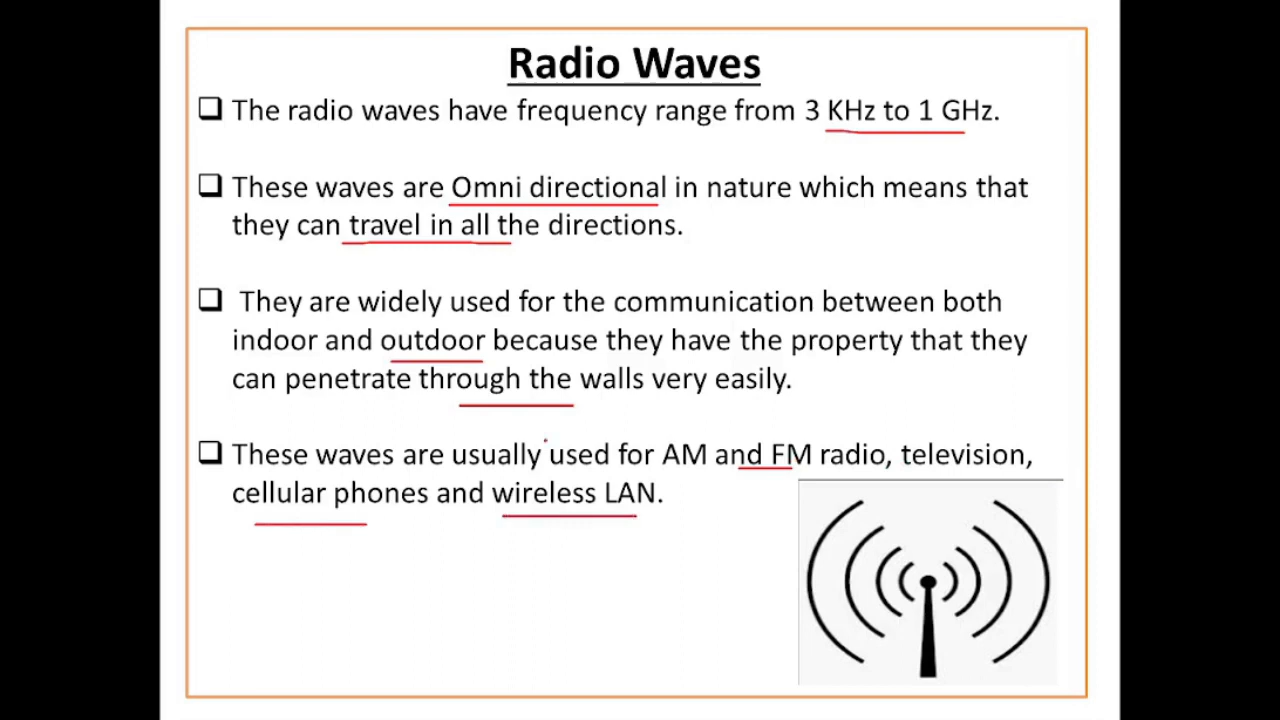 Radio Waves
The radio waves have frequency range from 3 KHz to 1 GHz.
These waves are Omni directional in nature which means that
they can travel in all the directions.
They are widely used for the communication between both
indoor and outdoor because they have the property that they
can penetrate through the walls very easily.
These waves are usually used for AM and FM radio, television,
cellular phones and wireless LAN.